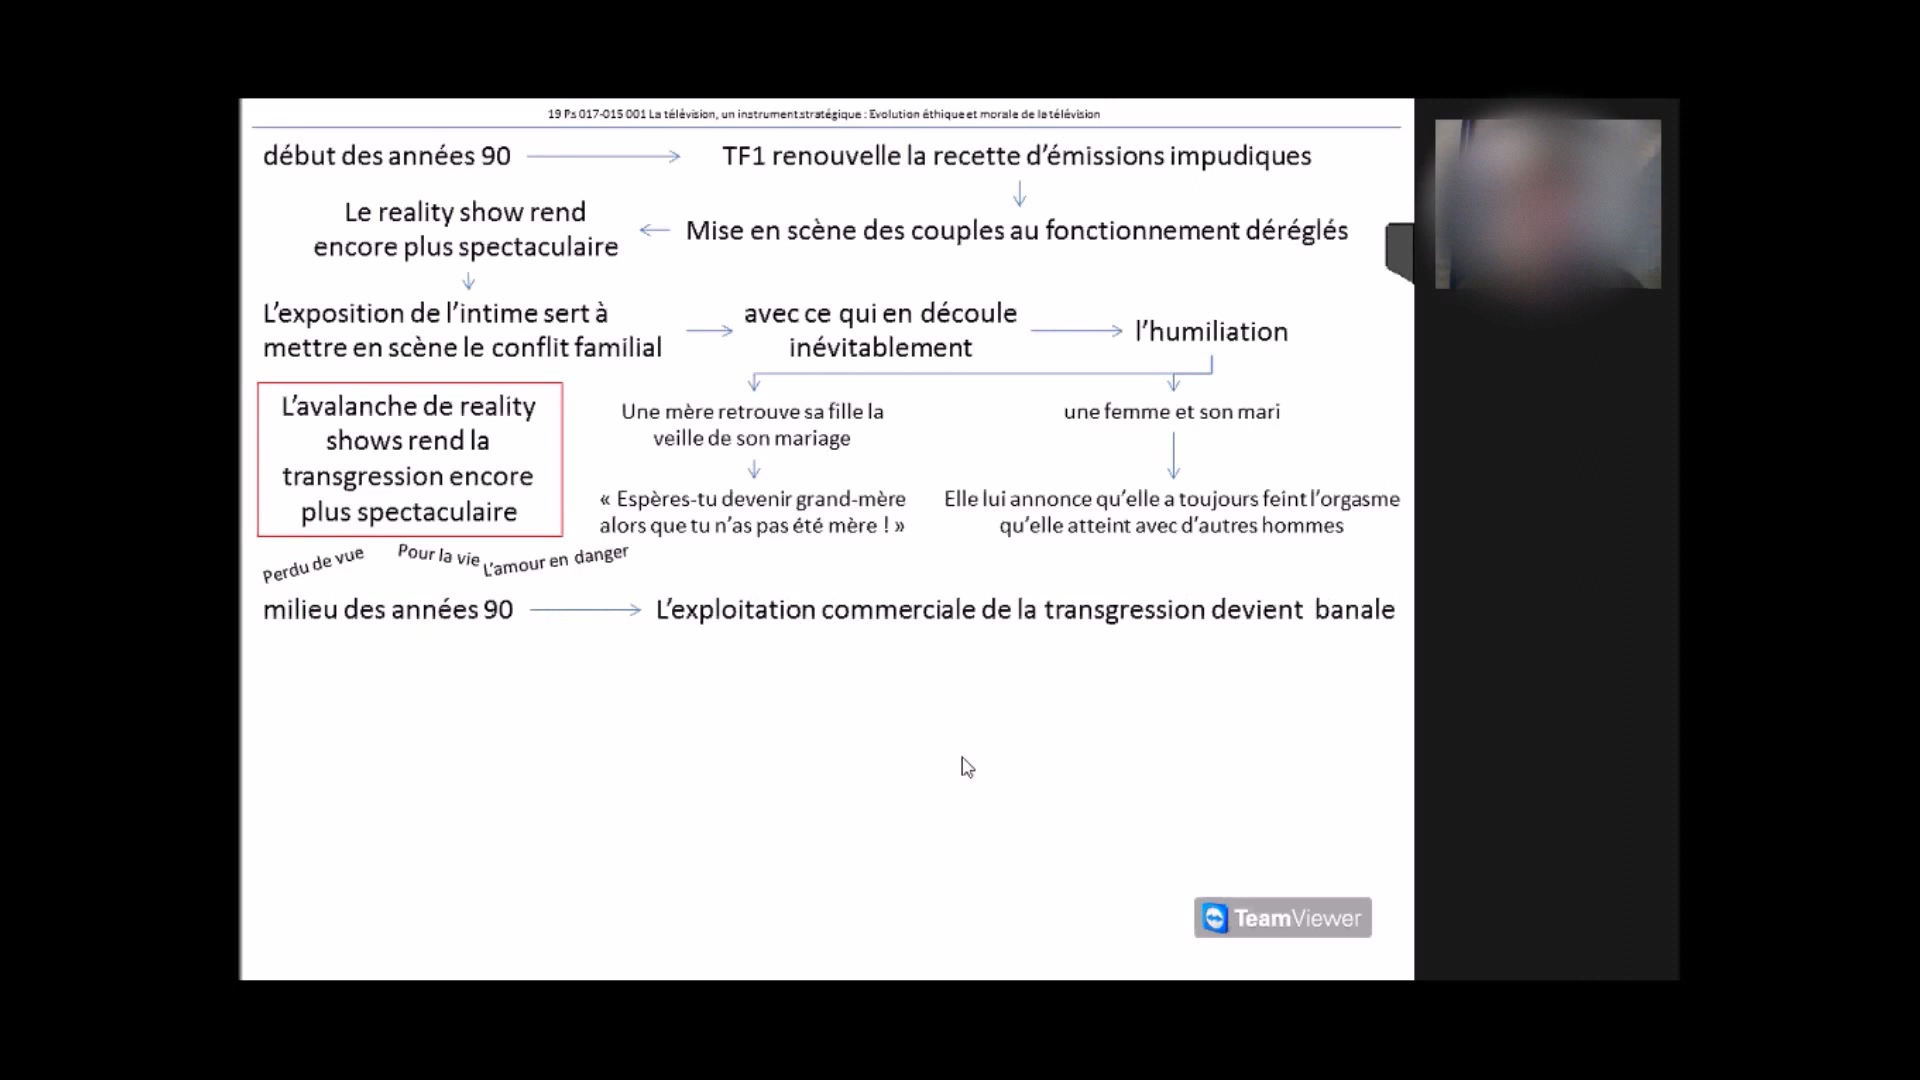 19 Ps 017-015 001 La télévision, un instrument stratégique : Evolution éthique et morale de la télévision
début des années 90
TF1 renouvelle la recette d’émissions impudiques
Le reality show rend
encore plus spectaculaire
Mise en scène des couples au fonctionnement déréglés
L’exposition de l’intime sert à
mettre en scène le conflit familial
avec ce qui en découle
inévitablement
l’humiliation
L’avalanche de reality
shows rend la
transgression encore
plus spectaculaire
Une mère retrouve sa fille la
veille de son mariage
une femme et son mari
« Espères-tu devenir grand-mère
alors que tu n’as pas été mère ! »
Elle lui annonce qu’elle a toujours feint l’orgasme
qu’elle atteint avec d’autres hommes
Perdu de vue
Pour la vie
L’amour en danger
milieu des années 90
L’exploitation commerciale de la transgression devient banale
TeamViewer